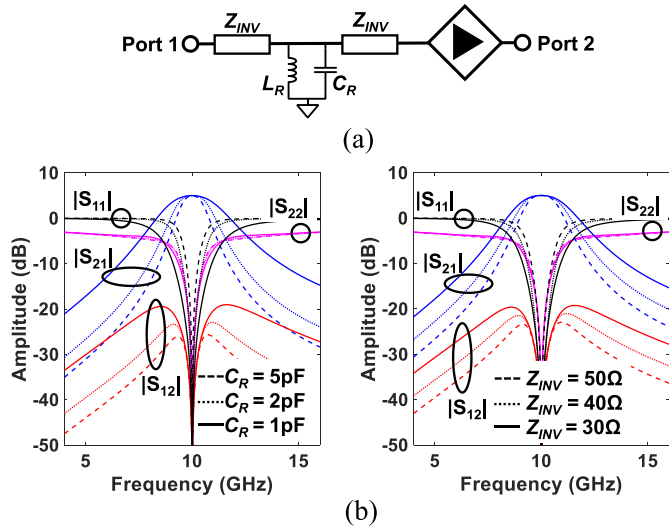 Z_INV Z_INV
Port 1 Port 2
L_R C_R
(a)
10 10
|S11| |S22| |S11| |S22|
0 0
|S21| |S21|
-10 -10
-20 -20
-30 -30
|S12| |S12|
-40 -40
-50 -50
C_R = 5pF Z_INV = 50Ω
C_R = 2pF Z_INV = 40Ω
C_R = 1pF Z_INV = 30Ω
Amplitude (dB) Amplitude (dB)
5 10 15 5 10 15
Frequency (GHz) Frequency (GHz)
(b)